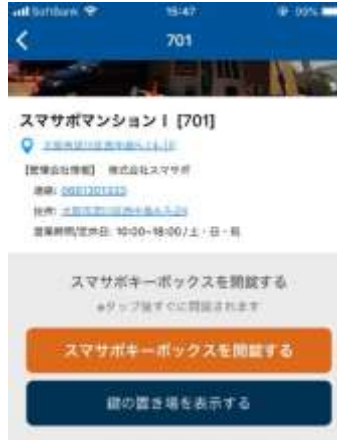 SoftBank 15:47 99%
701
スマサポマンションⅠ [701]
【管理会社情報】 株式会社スマサポ
連絡:
住所:
営業時間/定休日: 10:00~18:00/土・日・祝
スマサポキーボックスを開錠する
※タップ後すぐに開錠されます
スマサポキーボックスを開錠する
鍵の置き場を表示する